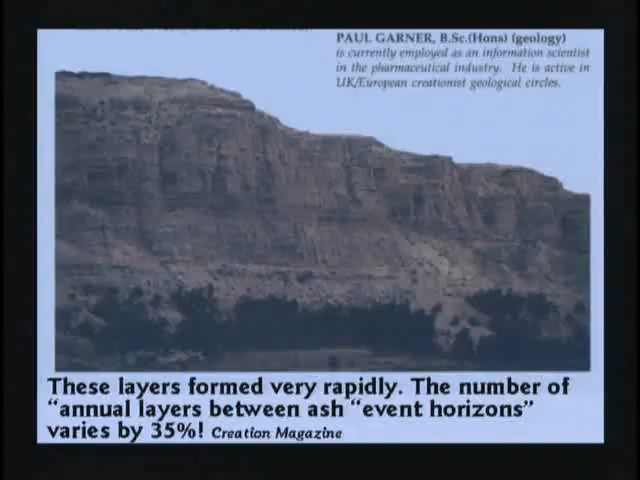 PAUL GARNER, B.Sc.(Hons) (geology)
is currently employed as an information scientist
in the pharmaceutical industry. He is active in
UK/European creationist geological circles.
These layers formed very rapidly. The number of
“annual layers between ash “event horizons”
varies by 35%! Creation Magazine